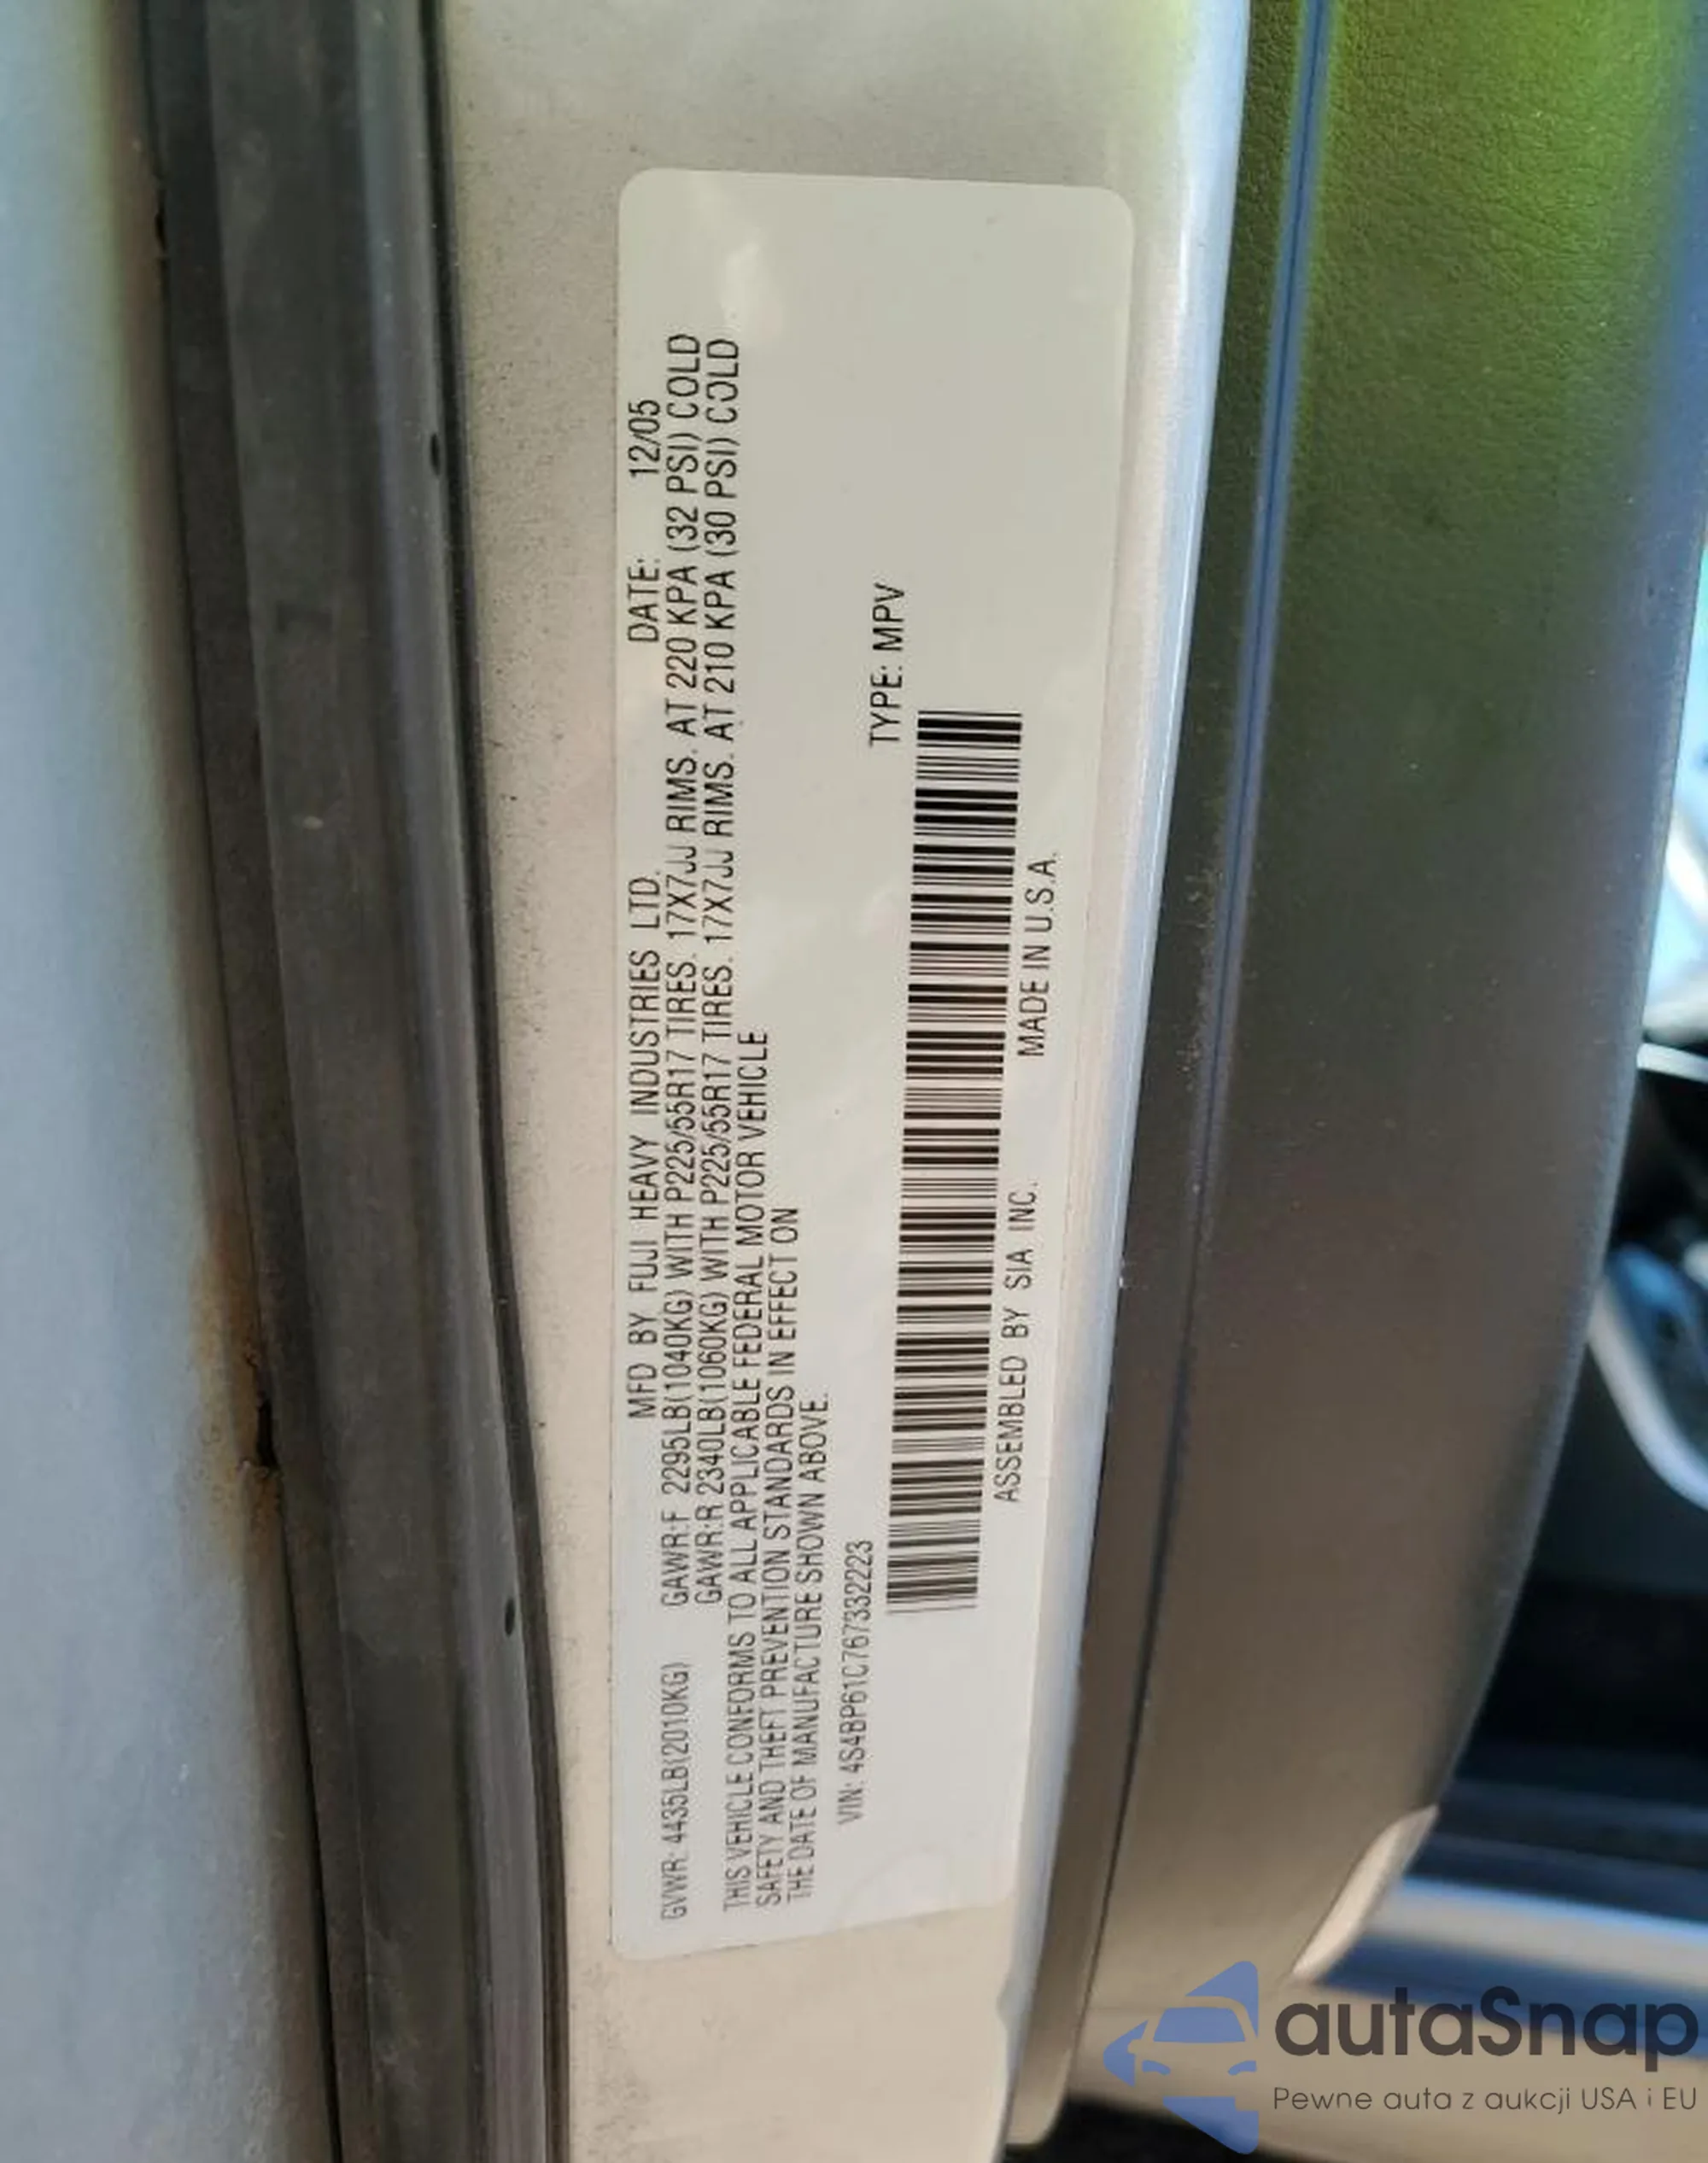 MFD BY FUJI HEAVY INDUSTRIES LTD. DATE: 12/05
GVWR: 4435LB(2010KG) GAWR:F 2295LB(1040KG) WITH P225/55R17 TIRES. 17X7JJ RIMS. AT 220 KPA (32 PSI) COLD
GAWR:R 2340LB(1060KG) WITH P225/55R17 TIRES. 17X7JJ RIMS. AT 210 KPA (30 PSI) COLD
THIS VEHICLE CONFORMS TO ALL APPLICABLE FEDERAL MOTOR VEHICLE
SAFETY AND THEFT PREVENTION STANDARDS IN EFFECT ON
THE DATE OF MANUFACTURE SHOWN ABOVE.
VIN: 4S4BP61C767332223 TYPE: MPV
ASSEMBLED BY SIA INC. MADE IN U.S.A.
autaSnap
Pewne auta z aukcji USA i EU